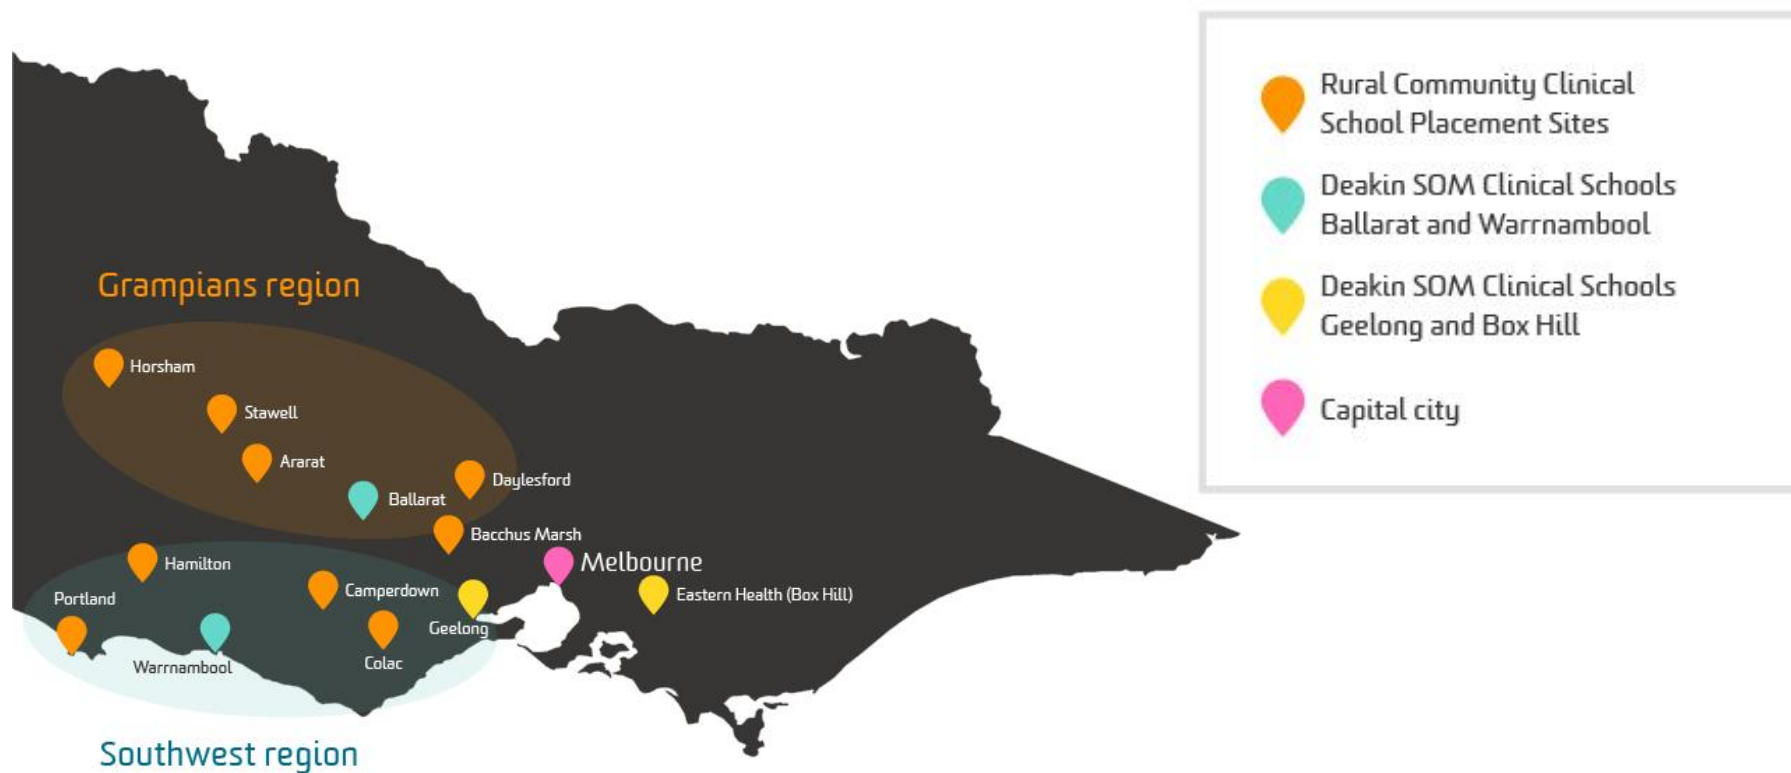 Rural Community Clinical
School Placement Sites
Deakin SOM Clinical Schools
Ballarat and Warrnambool
Deakin SOM Clinical Schools
Geelong and Box Hill
Capital city
Grampians region
Horsham
Stawell
Ararat
Daylesford
Ballarat
Bacchus Marsh
Melbourne
Hamilton
Camperdown
Eastern Health (Box Hill)
Portland
Geelong
Warrnambool
Colac
Southwest region